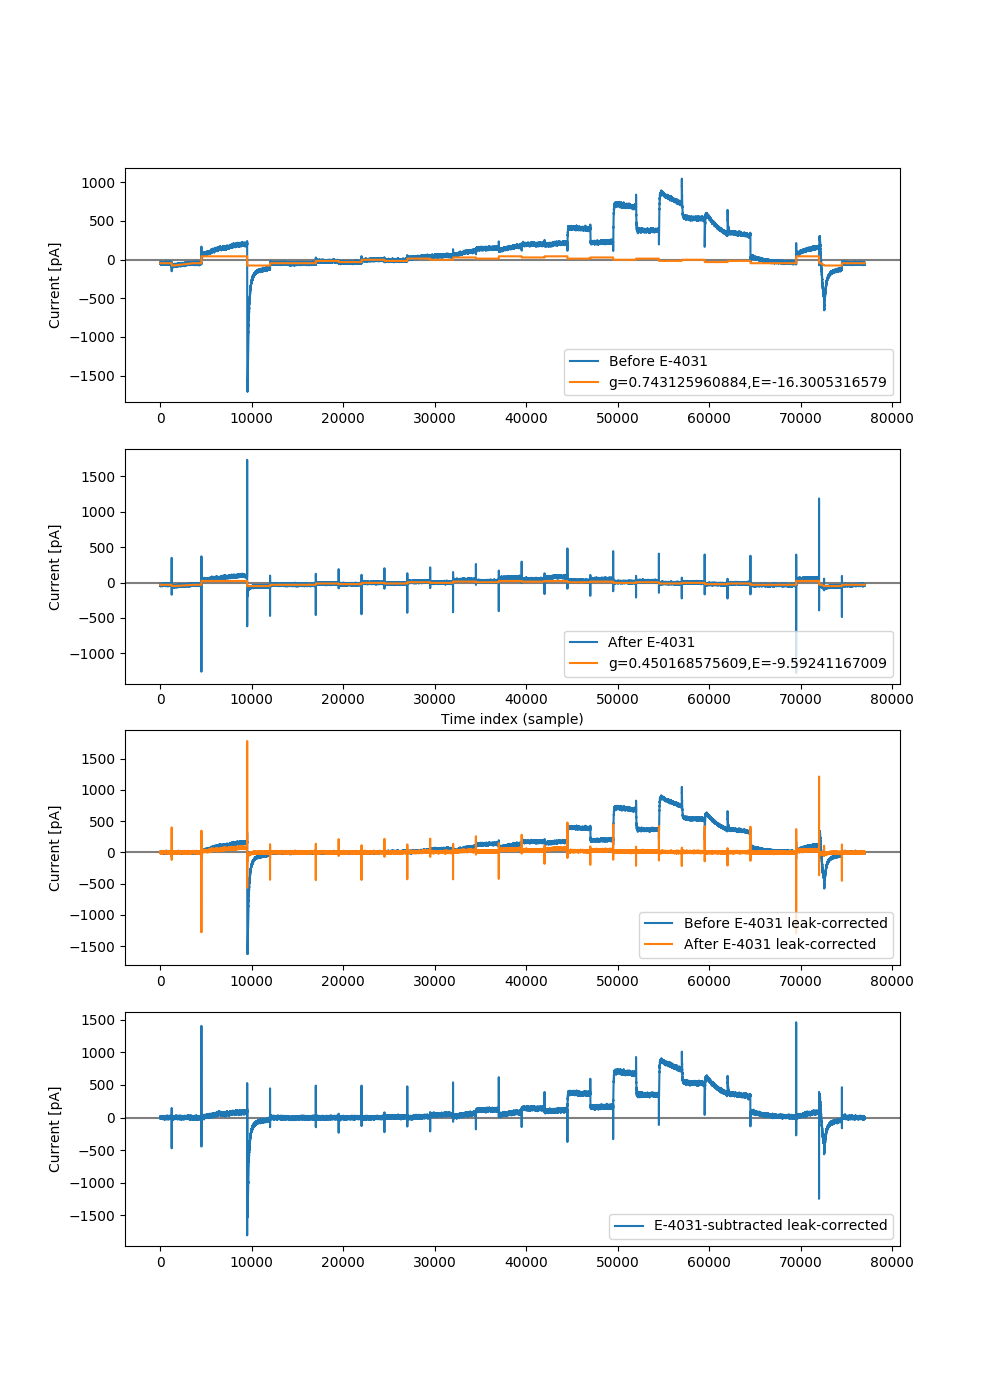 1000
500
0
−500
−1000
−1500
Current [pA]
Before E-4031
g=0.743125960884,E=-16.3005316579
0 10000 20000 30000 40000 50000 60000 70000 80000
1500
1000
500
0
−500
−1000
Current [pA]
After E-4031
g=0.450168575609,E=-9.59241167009
0 10000 20000 30000 40000 50000 60000 70000 80000
Time index (sample)
1500
1000
500
0
−500
−1000
−1500
Current [pA]
Before E-4031 leak-corrected
After E-4031 leak-corrected
0 10000 20000 30000 40000 50000 60000 70000 80000
1500
1000
500
0
−500
−1000
−1500
Current [pA]
E-4031-subtracted leak-corrected
0 10000 20000 30000 40000 50000 60000 70000 80000